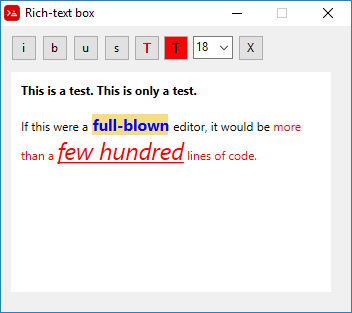 Rich-text box
i b u s T T 18 X
This is a test. This is only a test.
If this were a full-blown editor, it would be more
than a few hundred lines of code.